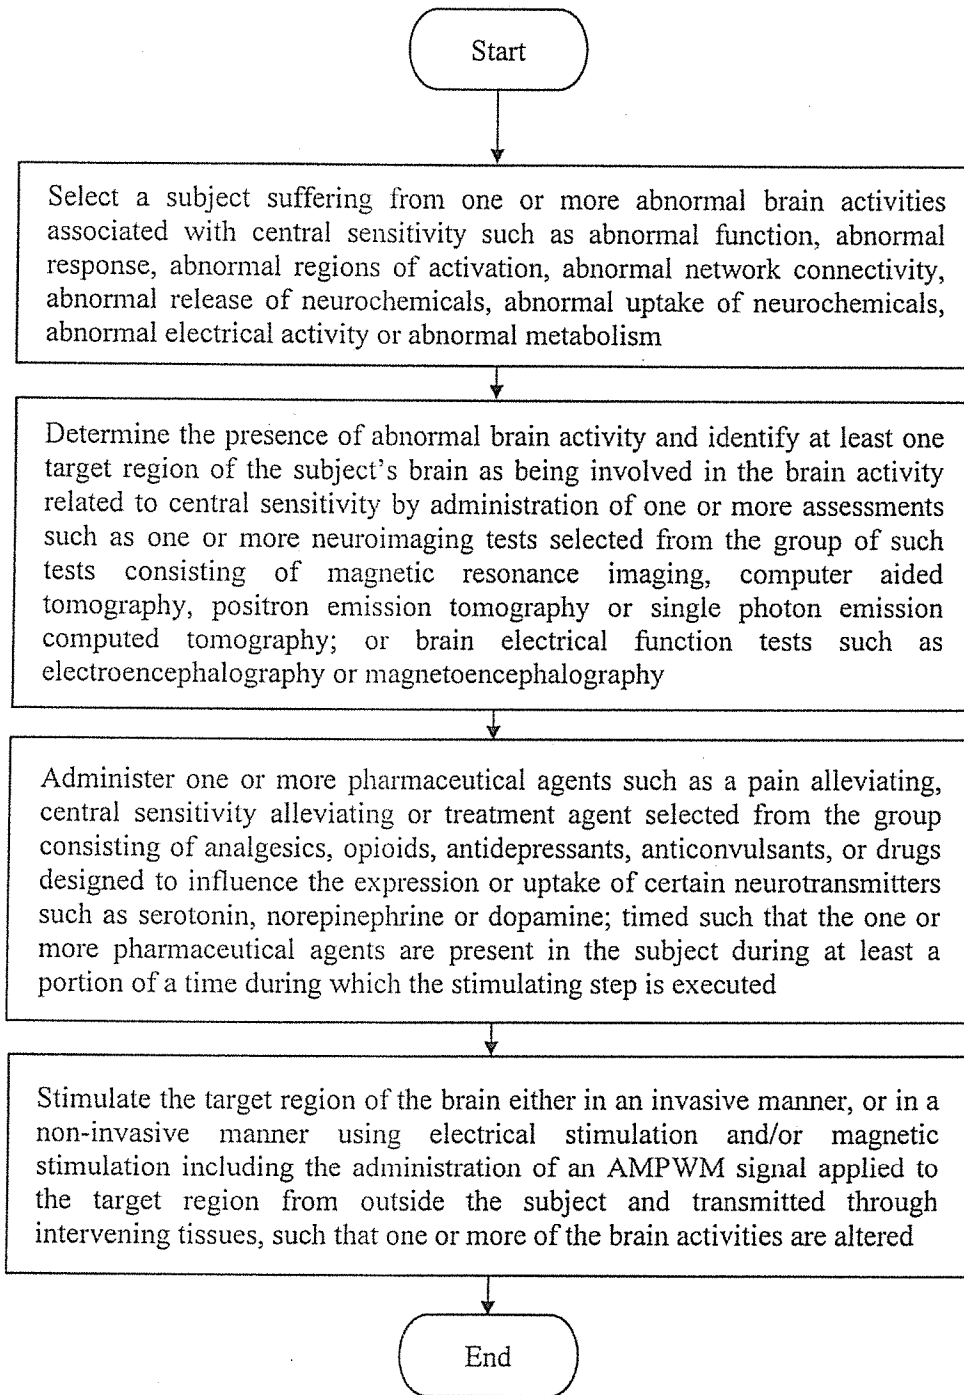 Start
Select a subject suffering from one or more abnormal brain activities
associated with central sensitivity such as abnormal function, abnormal
response, abnormal regions of activation, abnormal network connectivity,
abnormal release of neurochemicals, abnormal uptake of neurochemicals,
abnormal electrical activity or abnormal metabolism
Determine the presence of abnormal brain activity and identify at least one
target region of the subject's brain as being involved in the brain activity
related to central sensitivity by administration of one or more assessments
such as one or more neuroimaging tests selected from the group of such
tests consisting of magnetic resonance imaging, computer aided
tomography, positron emission tomography or single photon emission
computed tomography; or brain electrical function tests such as
electroencephalography or magnetoencephalography
Administer one or more pharmaceutical agents such as a pain alleviating,
central sensitivity alleviating or treatment agent selected from the group
consisting of analgesics, opioids, antidepressants, anticonvulsants, or drugs
designed to influence the expression or uptake of certain neurotransmitters
such as serotonin, norepinephrine or dopamine; timed such that the one or
more pharmaceutical agents are present in the subject during at least a
portion of a time during which the stimulating step is executed
Stimulate the target region of the brain either in an invasive manner, or in a
non-invasive manner using electrical stimulation and/or magnetic
stimulation including the administration of an AMPWM signal applied to
the target region from outside the subject and transmitted through
intervening tissues, such that one or more of the brain activities are altered
End